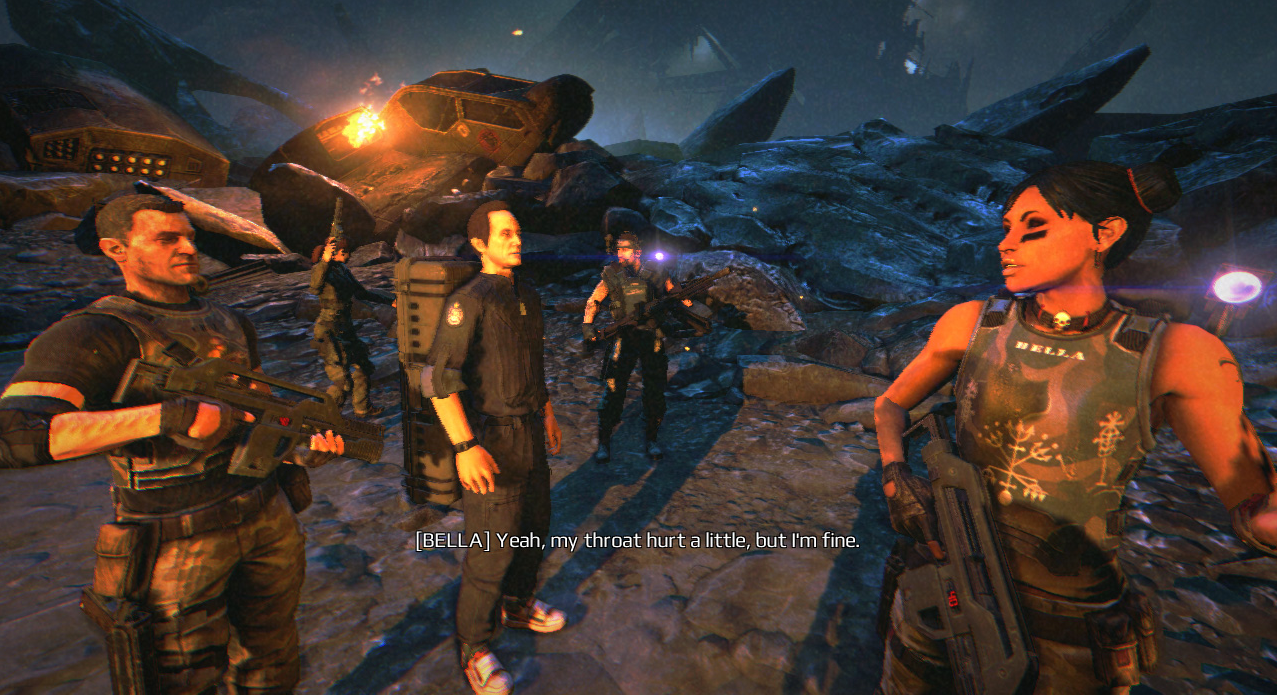 BELLA
[BELLA] Yeah, my throat hurt a little, but I'm fine.